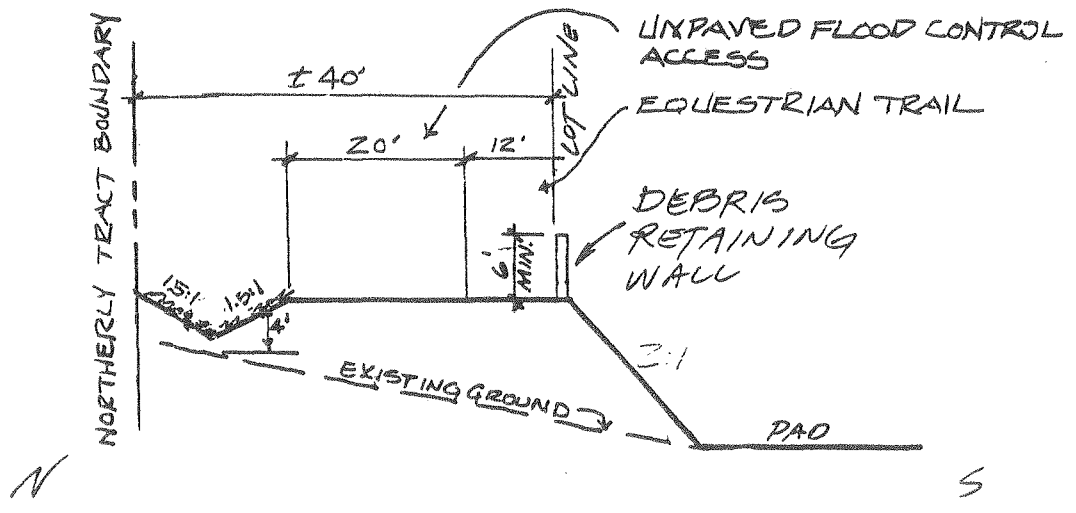 UNPAVED FLOOD CONTROL
ACCESS
EQUESTRIAN TRAIL
DEBRIS
RETAINING
WALL
NORTHERLY TRACT BOUNDARY
LOT LINE
± 40'
20'
12'
6'
MIN.
1.5:1
1.5:1
4'
EXISTING GROUND
2:1
PAD
N
S